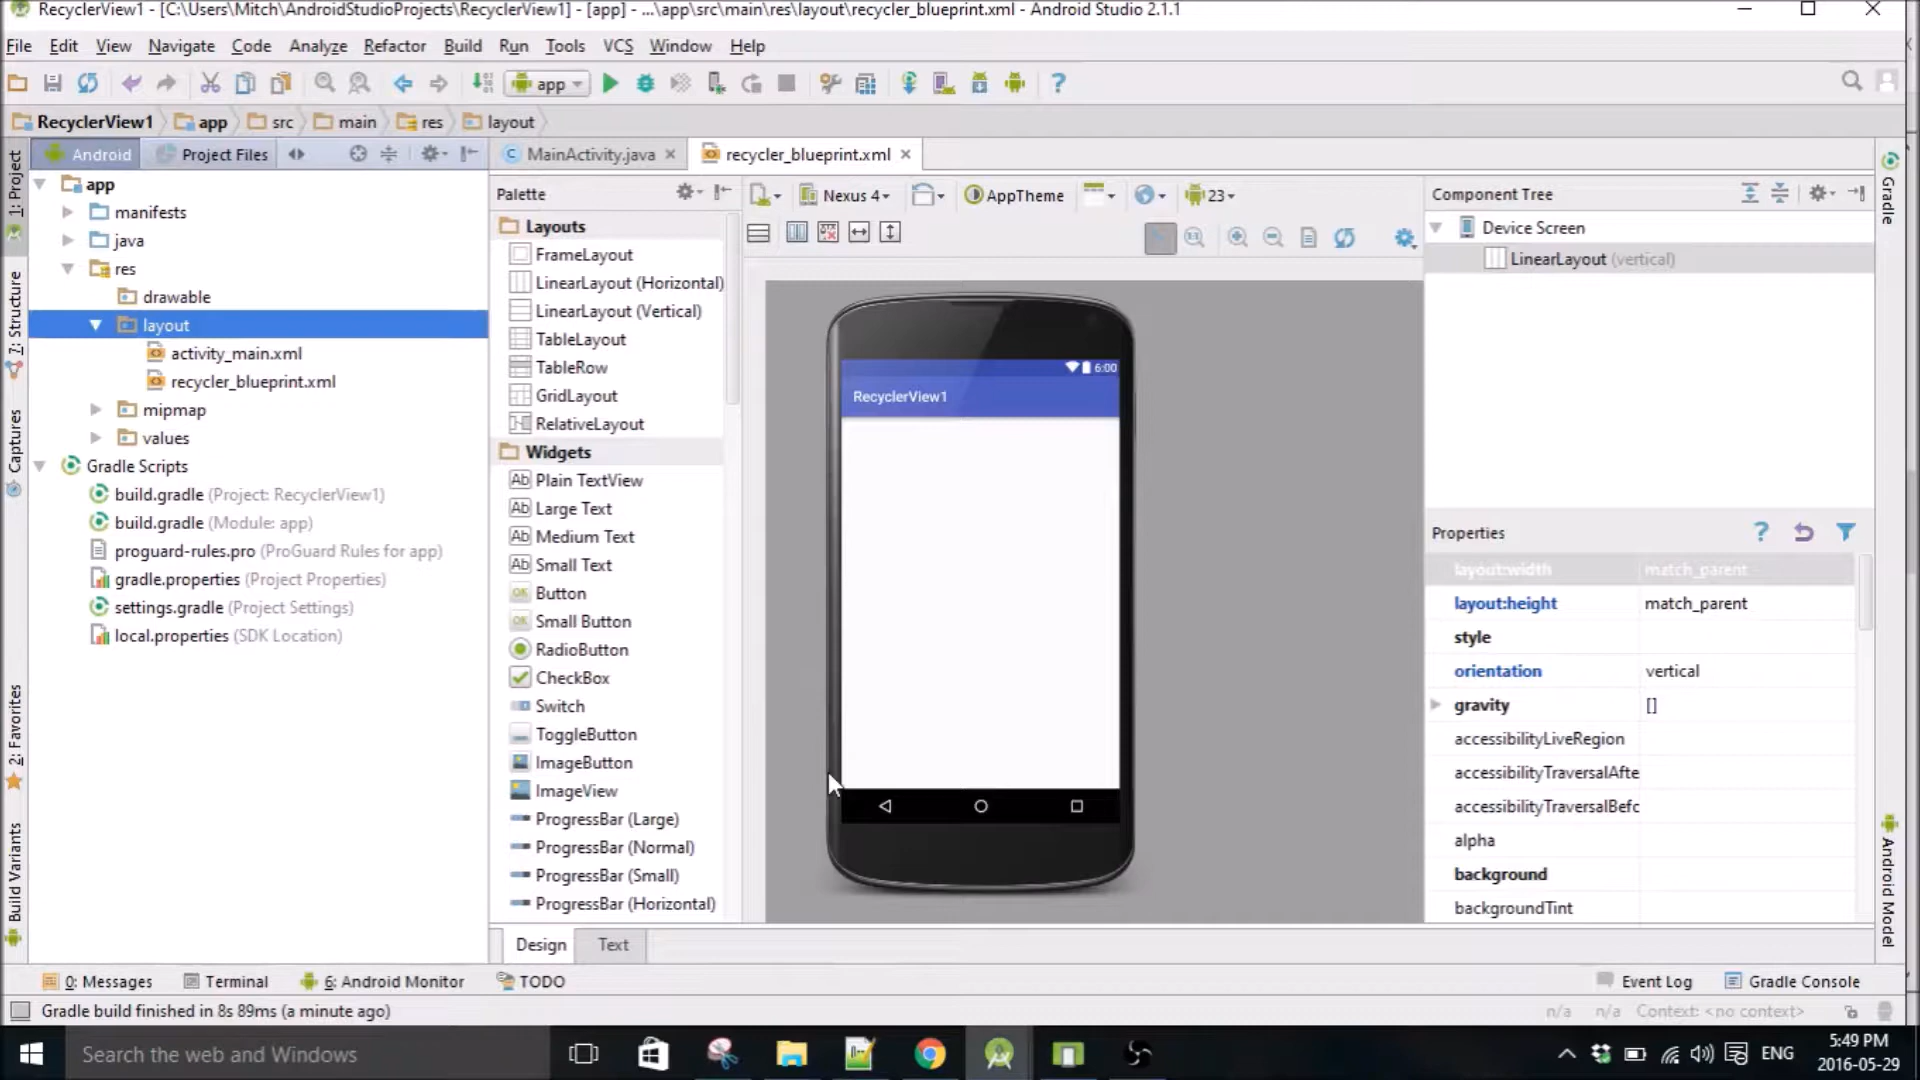 RecyclerView1 - [C:\Users\Mitch\AndroidStudioProjects\RecyclerView1] - [app] - ...\app\src\main\res\layout\recycler_blueprint.xml - Android Studio 2.1.1
File Edit View Navigate Code Analyze Refactor Build Run Tools VCS Window Help
app
RecyclerView1 app src main res layout
Android Project Files MainActivity.java recycler_blueprint.xml
1: Project
7: Structure
Captures
2: Favorites
Build Variants
app
manifests
java
res
drawable
layout
activity_main.xml
recycler_blueprint.xml
mipmap
values
Gradle Scripts
build.gradle (Project: RecyclerView1)
build.gradle (Module: app)
proguard-rules.pro (ProGuard Rules for app)
gradle.properties (Project Properties)
settings.gradle (Project Settings)
local.properties (SDK Location)
Palette
Layouts
FrameLayout
LinearLayout (Horizontal)
LinearLayout (Vertical)
TableLayout
TableRow
GridLayout
RelativeLayout
Widgets
Ab Plain TextView
Ab Large Text
Ab Medium Text
Ab Small Text
OK Button
OK Small Button
RadioButton
CheckBox
Switch
ToggleButton
ImageButton
ImageView
ProgressBar (Large)
ProgressBar (Normal)
ProgressBar (Small)
ProgressBar (Horizontal)
Nexus 4 AppTheme 23
6:00
RecyclerView1
Design Text
Component Tree
Device Screen
LinearLayout (vertical)
Properties
layout:width match_parent
layout:height match_parent
style
orientation vertical
gravity []
accessibilityLiveRegion
accessibilityTraversalAfte
accessibilityTraversalBefc
alpha
background
backgroundTint
Gradle
Android Model
0: Messages Terminal 6: Android Monitor TODO Event Log Gradle Console
Gradle build finished in 8s 89ms (a minute ago) n/a n/a Context: <no context>
Search the web and Windows
ENG
5:49 PM
2016-05-29